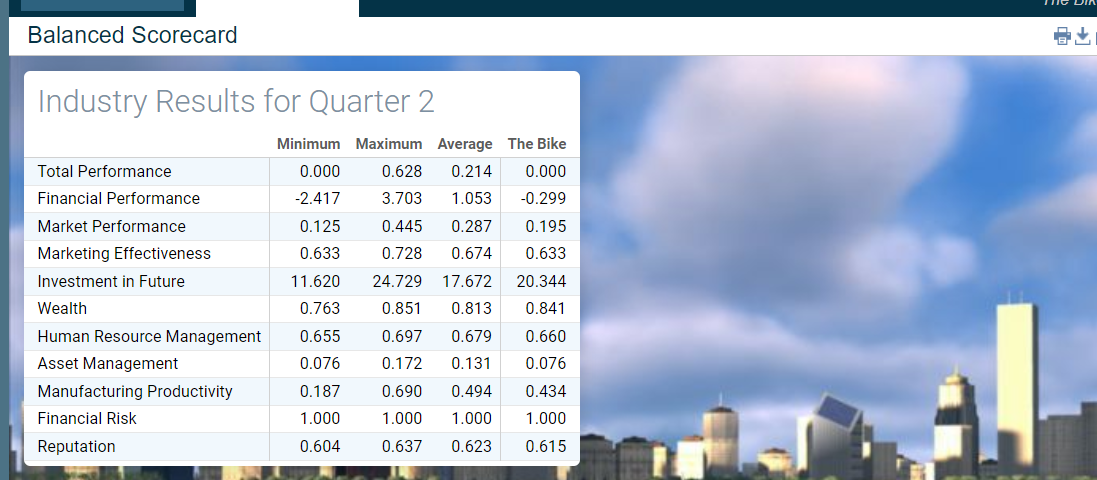 Balanced Scorecard
Industry Results for Quarter 2
Minimum Maximum Average The Bike
Total Performance 0.000 0.628 0.214 0.000
Financial Performance -2.417 3.703 1.053 -0.299
Market Performance 0.125 0.445 0.287 0.195
Marketing Effectiveness 0.633 0.728 0.674 0.633
Investment in Future 11.620 24.729 17.672 20.344
Wealth 0.763 0.851 0.813 0.841
Human Resource Management 0.655 0.697 0.679 0.660
Asset Management 0.076 0.172 0.131 0.076
Manufacturing Productivity 0.187 0.690 0.494 0.434
Financial Risk 1.000 1.000 1.000 1.000
Reputation 0.604 0.637 0.623 0.615